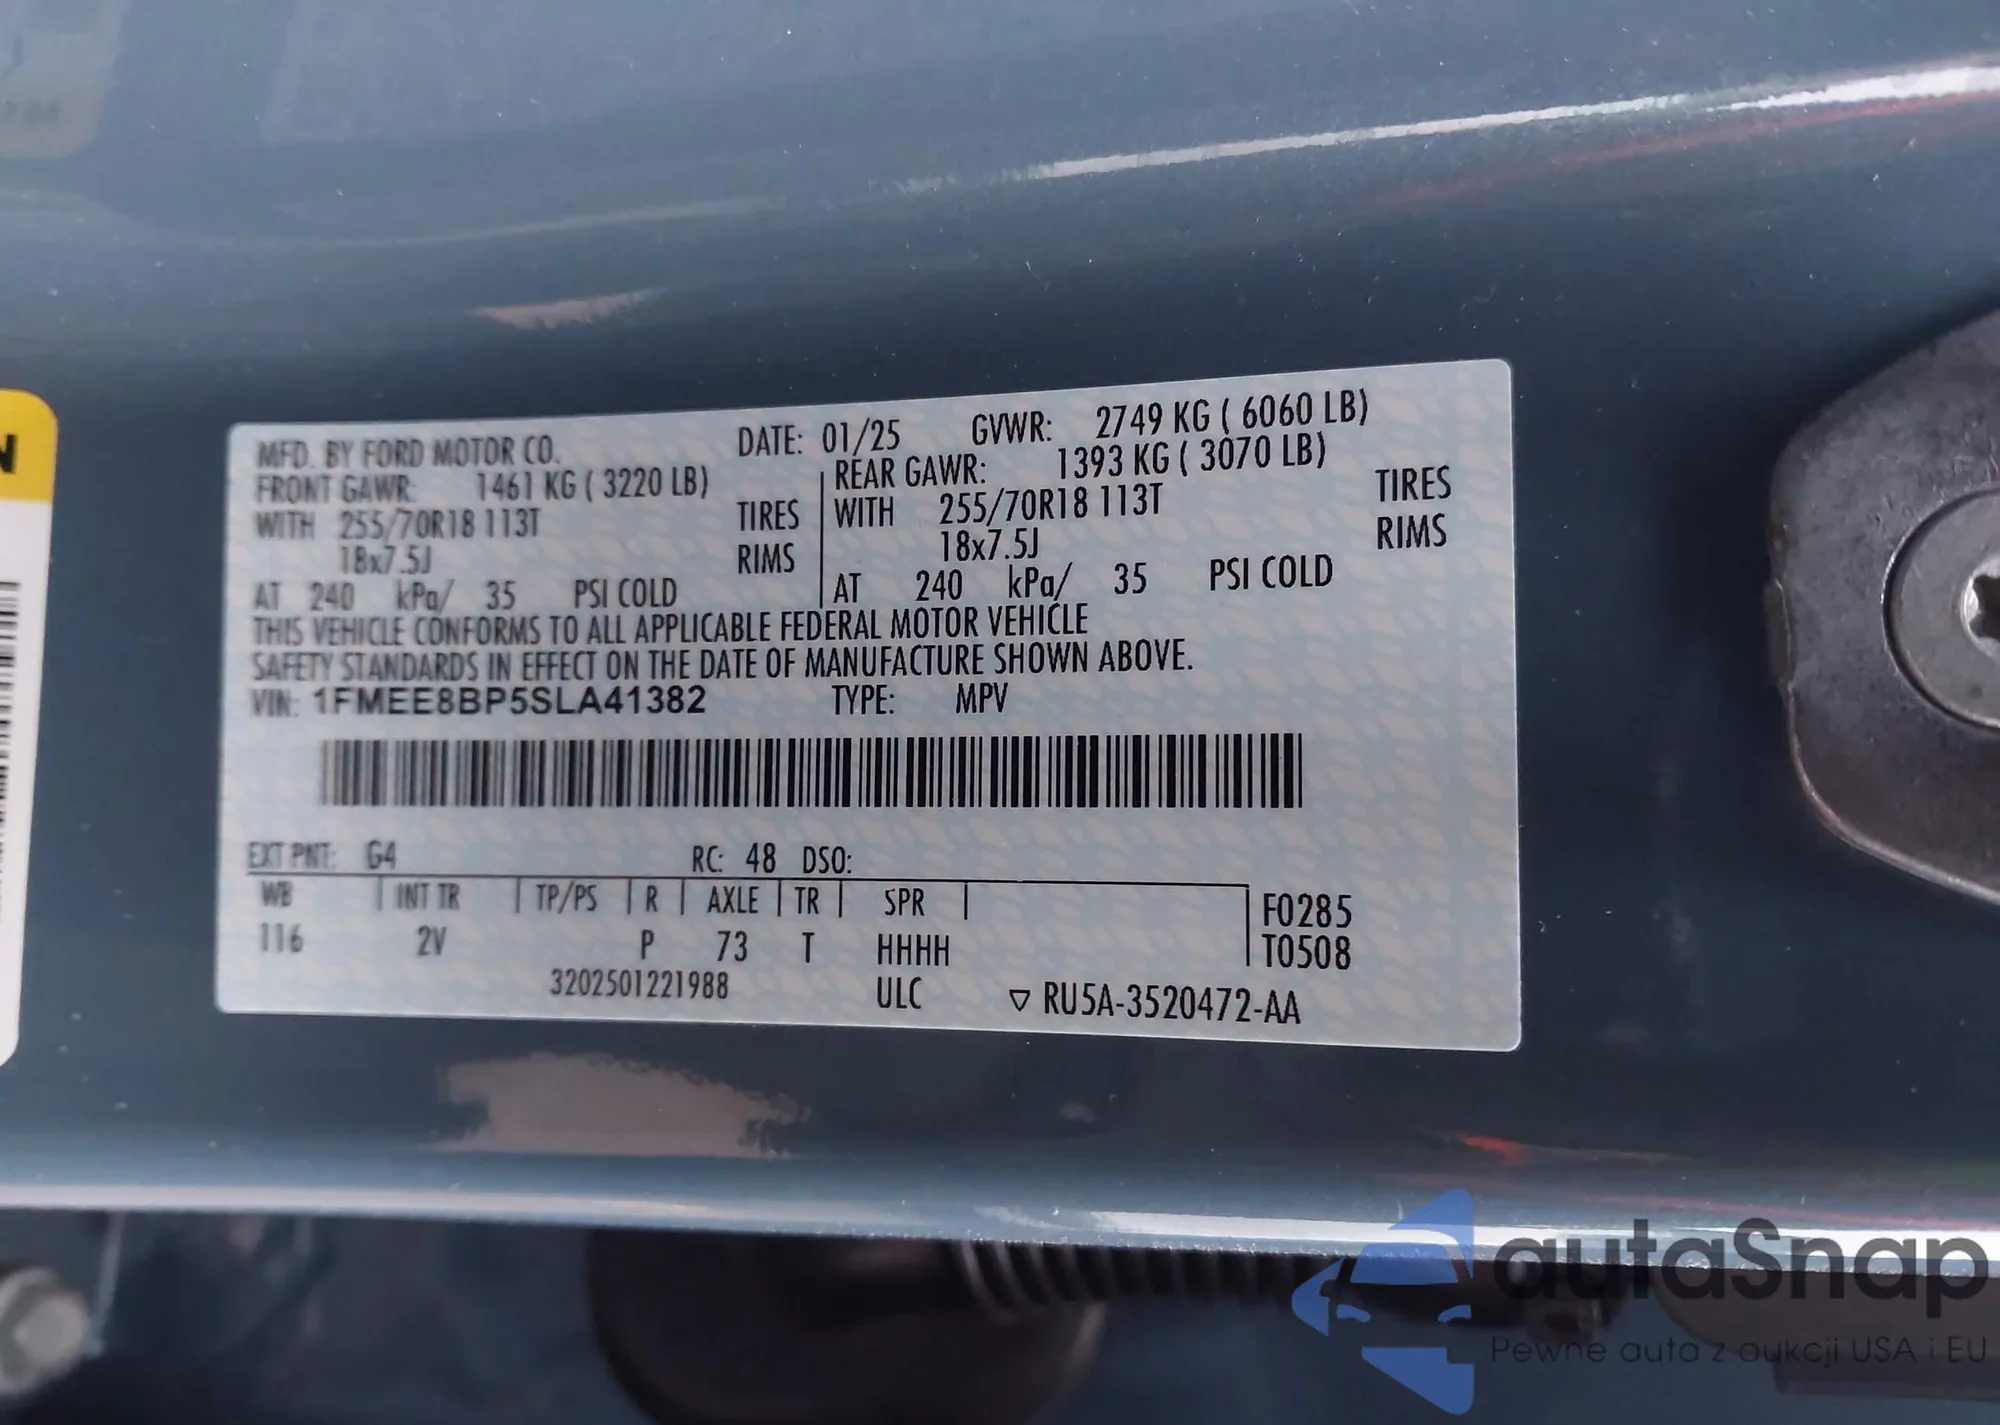 MFD. BY FORD MOTOR CO. DATE: 01/25 GVWR: 2749 KG ( 6060 LB)
FRONT GAWR: 1461 KG ( 3220 LB) REAR GAWR: 1393 KG ( 3070 LB)
WITH 255/70R18 113T TIRES WITH 255/70R18 113T TIRES
18x7.5J RIMS 18x7.5J RIMS
AT 240 kPa/ 35 PSI COLD AT 240 kPa/ 35 PSI COLD
THIS VEHICLE CONFORMS TO ALL APPLICABLE FEDERAL MOTOR VEHICLE
SAFETY STANDARDS IN EFFECT ON THE DATE OF MANUFACTURE SHOWN ABOVE.
VIN: 1FMEE8BP5SLA41382 TYPE: MPV
EXT PNT: G4 RC: 48 DSO:
WB INT TR TP/PS R AXLE TR SPR F0285
116 2V P 73 T HHHH T0508
3202501221988 ULC ▽ RU5A-3520472-AA
N
autaSnap
Pewne auta z aukcji USA i EU